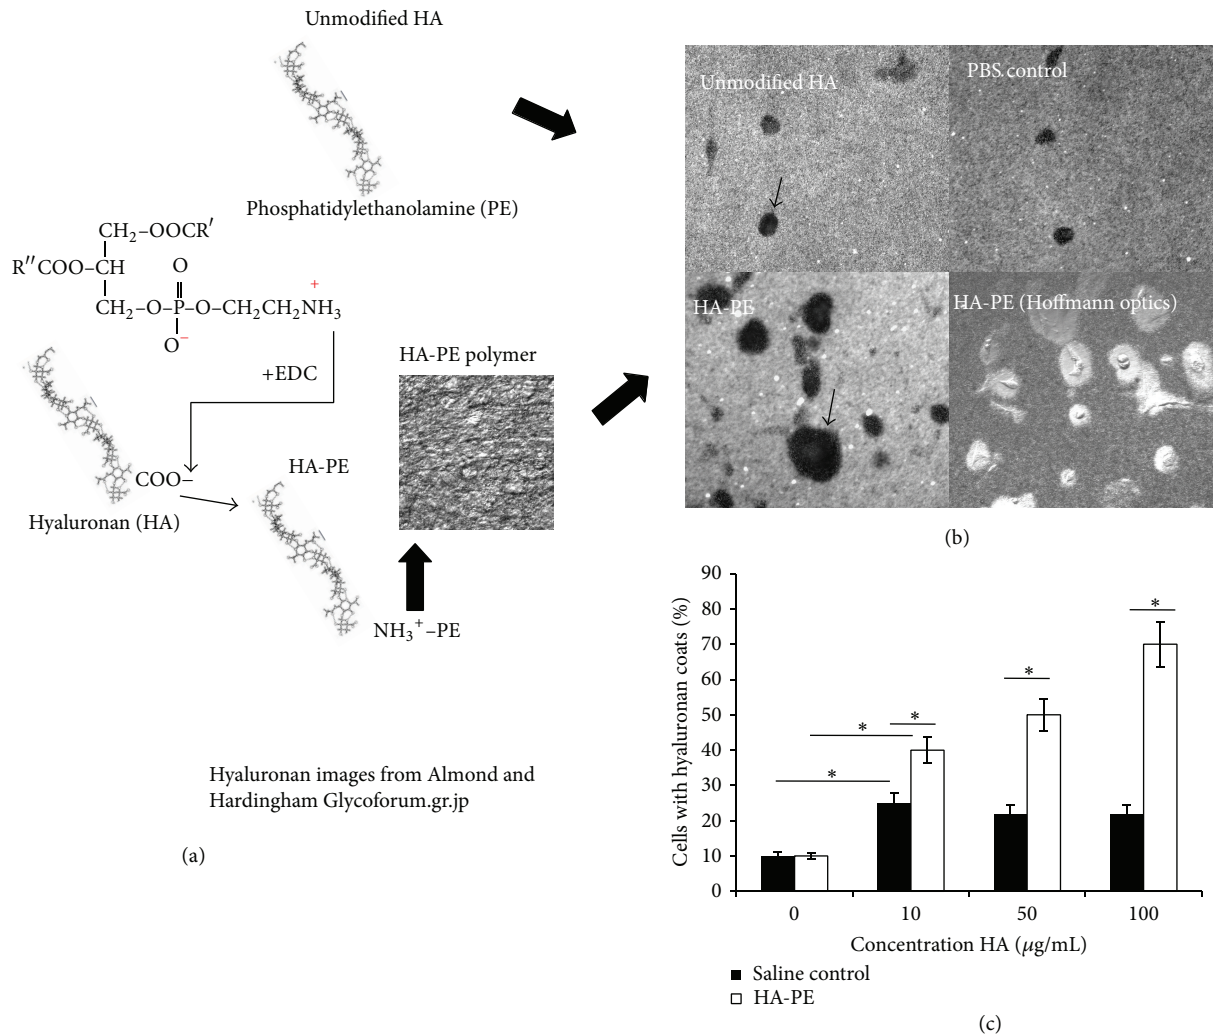 Unmodified HA
Phosphatidylethanolamine (PE)
CH2–OOCR′
R″COO–CH
O
+
CH2–O–P–O–CH2CH2NH3
O−
+EDC
COO–
Hyaluronan (HA)
HA-PE
HA-PE polymer
NH3+–PE
Hyaluronan images from Almond and
Hardingham Glycoforum.gr.jp
(a)
Unmodified HA
PBS control
HA-PE
HA-PE (Hoffmann optics)
(b)
Cells with hyaluronan coats (%)
90
80
70
60
50
40
30
20
10
0
*
*
*
*
*
0 10 50 100
Concentration HA (μg/mL)
Saline control
HA-PE
(c)